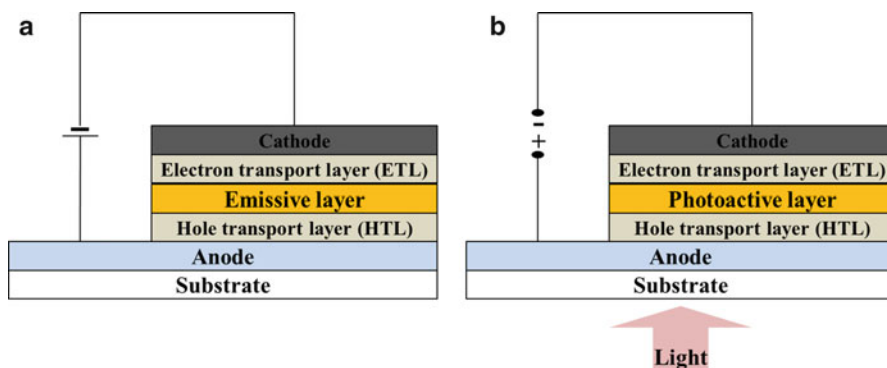 a
Cathode
Electron transport layer (ETL)
Emissive layer
Hole transport layer (HTL)
Anode
Substrate
b
-
+
Cathode
Electron transport layer (ETL)
Photoactive layer
Hole transport layer (HTL)
Anode
Substrate
Light